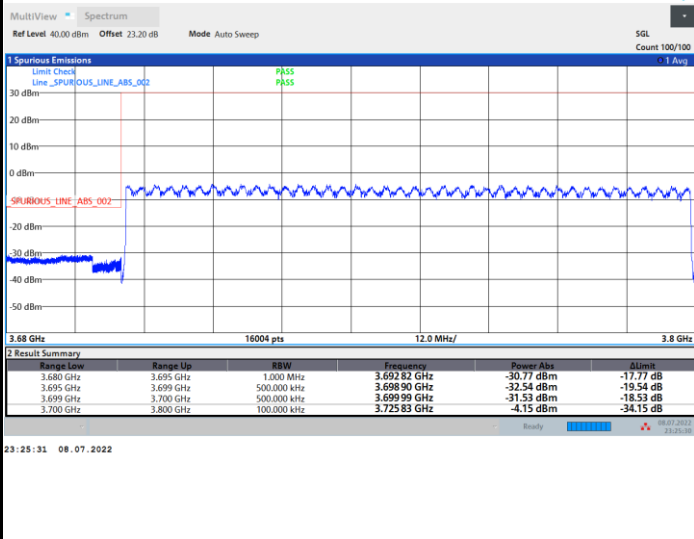 MultiView Spectrum
Ref Level 40.00 dBm Offset 23.20 dB Mode Auto Sweep SGL
Count 100/100
1 Spurious Emissions 1 Avg
Limit Check PASS
Line _SPURIOUS_LINE_ABS_002 PASS
30 dBm
20 dBm
10 dBm
0 dBm
_SPURIOUS_LINE_ABS_002
-20 dBm
-30 dBm
-40 dBm
-50 dBm
3.68 GHz 16004 pts 12.0 MHz/ 3.8 GHz
2 Result Summary
Range Low Range Up RBW Frequency Power Abs ΔLimit
3.680 GHz 3.695 GHz 1.000 MHz 3.692 82 GHz -30.77 dBm -17.77 dB
3.695 GHz 3.699 GHz 500.000 kHz 3.698 90 GHz -32.54 dBm -19.54 dB
3.699 GHz 3.700 GHz 500.000 kHz 3.699 99 GHz -31.53 dBm -18.53 dB
3.700 GHz 3.800 GHz 100.000 kHz 3.725 83 GHz -4.15 dBm -34.15 dB
Ready 08.07.2022
23:25:30
23:25:31 08.07.2022